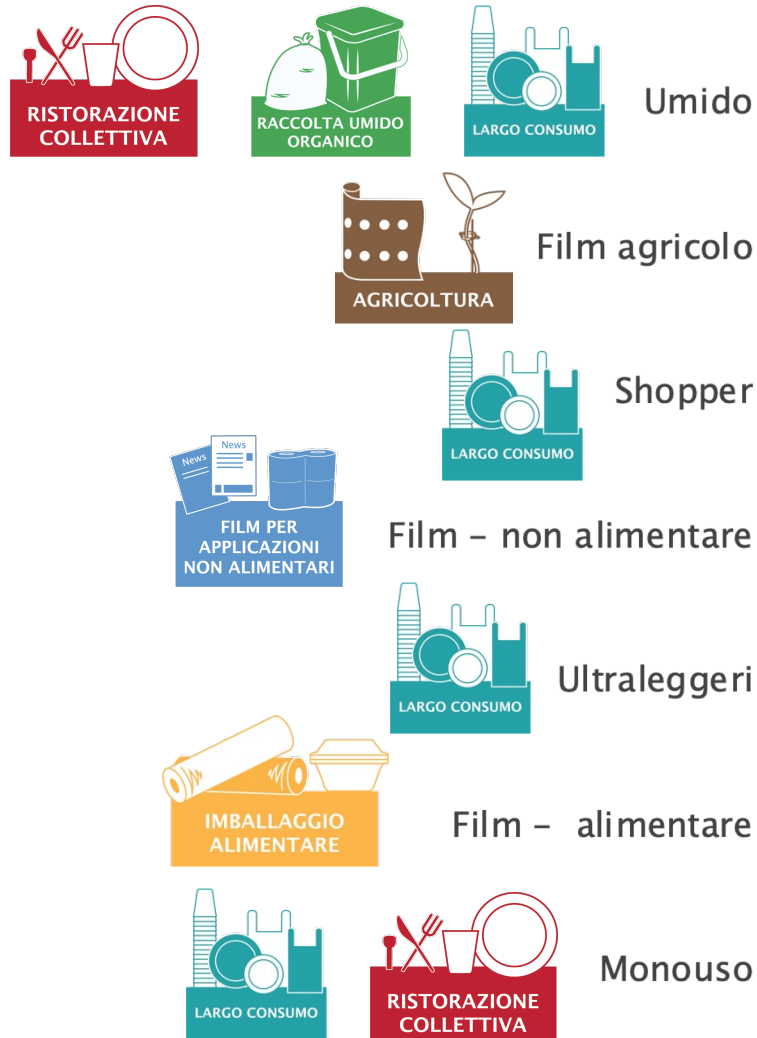 RISTORAZIONE
COLLETTIVA
RACCOLTA UMIDO
ORGANICO
LARGO CONSUMO
Umido
AGRICOLTURA
Film agricolo
LARGO CONSUMO
Shopper
News
News
FILM PER
APPLICAZIONI
NON ALIMENTARI
Film – non alimentare
LARGO CONSUMO
Ultraleggeri
IMBALLAGGIO
ALIMENTARE
Film – alimentare
LARGO CONSUMO
RISTORAZIONE
COLLETTIVA
Monouso